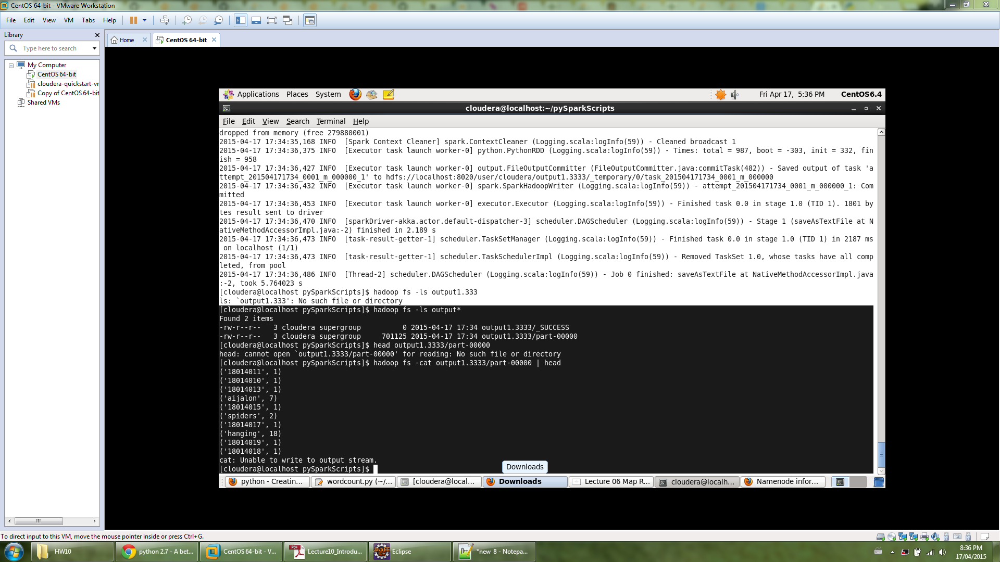 CentOS 64-bit - VMware Workstation
File Edit View VM Tabs Help
Library
Type here to search
Home
CentOS 64-bit
My Computer
CentOS 64-bit
cloudera-quickstart-vr
Copy of CentOS 64-bit
Shared VMs
Applications Places System Fri Apr 17, 5:36 PM CentOS6.4
cloudera@localhost:~/pySparkScripts
File Edit View Search Terminal Help
dropped from memory (free 279880001)
2015-04-17 17:34:35,168 INFO  [Spark Context Cleaner] spark.ContextCleaner (Logging.scala:logInfo(59)) - Cleaned broadcast 1
2015-04-17 17:34:36,375 INFO  [Executor task launch worker-0] python.PythonRDD (Logging.scala:logInfo(59)) - Times: total = 987, boot = -303, init = 332, fin
ish = 958
2015-04-17 17:34:36,427 INFO  [Executor task launch worker-0] output.FileOutputCommitter (FileOutputCommitter.java:commitTask(482)) - Saved output of task 'a
ttempt_201504171734_0001_m_000000_1' to hdfs://localhost:8020/user/cloudera/output1.3333/_temporary/0/task_201504171734_0001_m_000000
2015-04-17 17:34:36,432 INFO  [Executor task launch worker-0] spark.SparkHadoopWriter (Logging.scala:logInfo(59)) - attempt_201504171734_0001_m_000000_1: Com
mitted
2015-04-17 17:34:36,453 INFO  [Executor task launch worker-0] executor.Executor (Logging.scala:logInfo(59)) - Finished task 0.0 in stage 1.0 (TID 1). 1801 by
tes result sent to driver
2015-04-17 17:34:36,470 INFO  [sparkDriver-akka.actor.default-dispatcher-3] scheduler.DAGScheduler (Logging.scala:logInfo(59)) - Stage 1 (saveAsTextFile at N
ativeMethodAccessorImpl.java:-2) finished in 2.189 s
2015-04-17 17:34:36,473 INFO  [task-result-getter-1] scheduler.TaskSetManager (Logging.scala:logInfo(59)) - Finished task 0.0 in stage 1.0 (TID 1) in 2187 ms
on localhost (1/1)
2015-04-17 17:34:36,473 INFO  [task-result-getter-1] scheduler.TaskSchedulerImpl (Logging.scala:logInfo(59)) - Removed TaskSet 1.0, whose tasks have all comp
leted, from pool
2015-04-17 17:34:36,486 INFO  [Thread-2] scheduler.DAGScheduler (Logging.scala:logInfo(59)) - Job 0 finished: saveAsTextFile at NativeMethodAccessorImpl.java
:-2, took 5.764023 s
[cloudera@localhost pySparkScripts]$ hadoop fs -ls output1.333
ls: `output1.333': No such file or directory
[cloudera@localhost pySparkScripts]$ hadoop fs -ls output*
Found 2 items
-rw-r--r--   3 cloudera supergroup          0 2015-04-17 17:34 output1.3333/_SUCCESS
-rw-r--r--   3 cloudera supergroup     701125 2015-04-17 17:34 output1.3333/part-00000
[cloudera@localhost pySparkScripts]$ head output1.3333/part-00000
head: cannot open `output1.3333/part-00000' for reading: No such file or directory
[cloudera@localhost pySparkScripts]$ hadoop fs -cat output1.3333/part-00000 | head
('18014011', 1)
('18014010', 1)
('18014013', 1)
('aijalon', 7)
('18014015', 1)
('spiders', 2)
('18014017', 1)
('hanging', 18)
('18014019', 1)
('18014018', 1)
cat: Unable to write to output stream.
[cloudera@localhost pySparkScripts]$
Downloads
python - Creatin... wordcount.py (~/... [cloudera@local... Downloads Lecture 06 Map R... cloudera@localh... Namenode infor...
To direct input to this VM, move the mouse pointer inside or press Ctrl+G.
HW10 python 2.7 - A bet... CentOS 64-bit - V... Lecture10_Introdu... Eclipse *new 8 - Notepa...
8:36 PM
17/04/2015